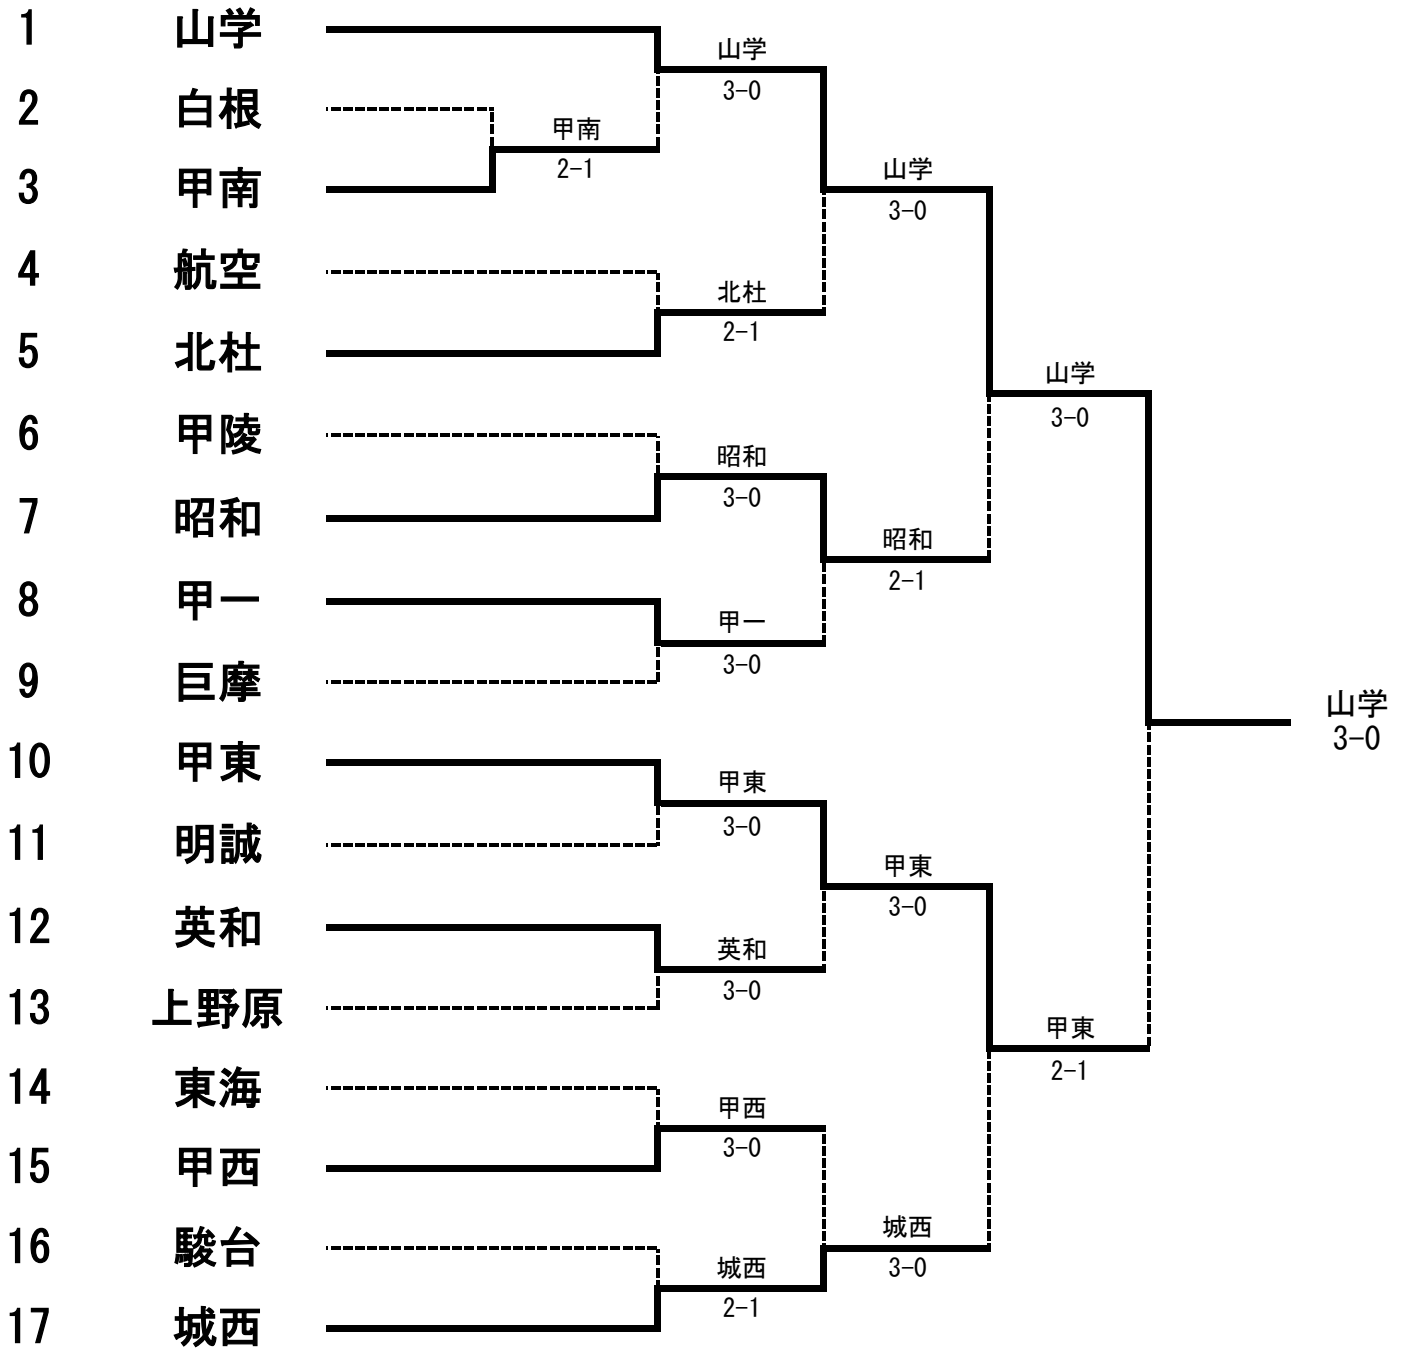 1 山学
山学
3-0
2 白根
甲南
2-1
3 甲南
山学
3-0
4 航空
北杜
2-1
5 北杜
山学
3-0
6 甲陵
昭和
3-0
7 昭和
昭和
2-1
8 甲一
甲一
3-0
9 巨摩
山学
3-0
10 甲東
甲東
3-0
11 明誠
甲東
3-0
12 英和
英和
3-0
13 上野原
甲東
2-1
14 東海
甲西
3-0
15 甲西
城西
3-0
16 駿台
城西
2-1
17 城西